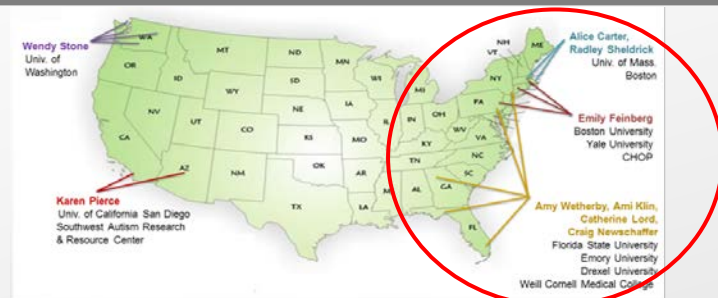 Wendy Stone
Univ. of
Washington
Alice Carter,
Radley Sheldrick
Univ. of Mass.
Boston
Emily Feinberg
Boston University
Yale University
CHOP
Karen Pierce
Univ. of California San Diego
Southwest Autism Research
& Resource Center
Amy Wetherby, Ami Klin,
Catherine Lord,
Craig Newschaffer
Florida State University
Emory University
Drexel University
Weill Cornell Medical College
WA
MT
ND
MN
VT
NH
ME
OR
ID
WY
SD
WI
MI
NY
NV
UT
CO
NE
IA
IN
OH
PA
CA
KS
MO
KY
WV
VA
AZ
NM
OK
AR
TN
NC
SC
TX
LA
AL
GA
FL